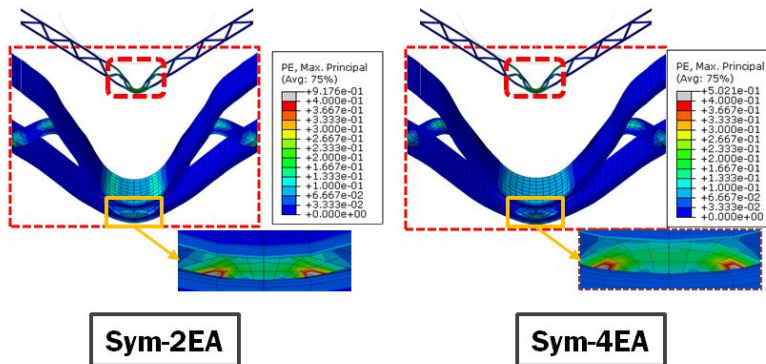 PE, Max. Principal
(Avg: 75%)
+9.176e-01
+4.000e-01
+3.667e-01
+3.333e-01
+3.000e-01
+2.667e-01
+2.333e-01
+2.000e-01
+1.667e-01
+1.333e-01
+1.000e-01
+6.667e-02
+3.333e-02
+0.000e+00
Sym-2EA
PE, Max. Principal
(Avg: 75%)
+5.021e-01
+4.000e-01
+3.667e-01
+3.333e-01
+3.000e-01
+2.667e-01
+2.333e-01
+2.000e-01
+1.667e-01
+1.333e-01
+1.000e-01
+6.667e-02
+3.333e-02
+0.000e+00
Sym-4EA